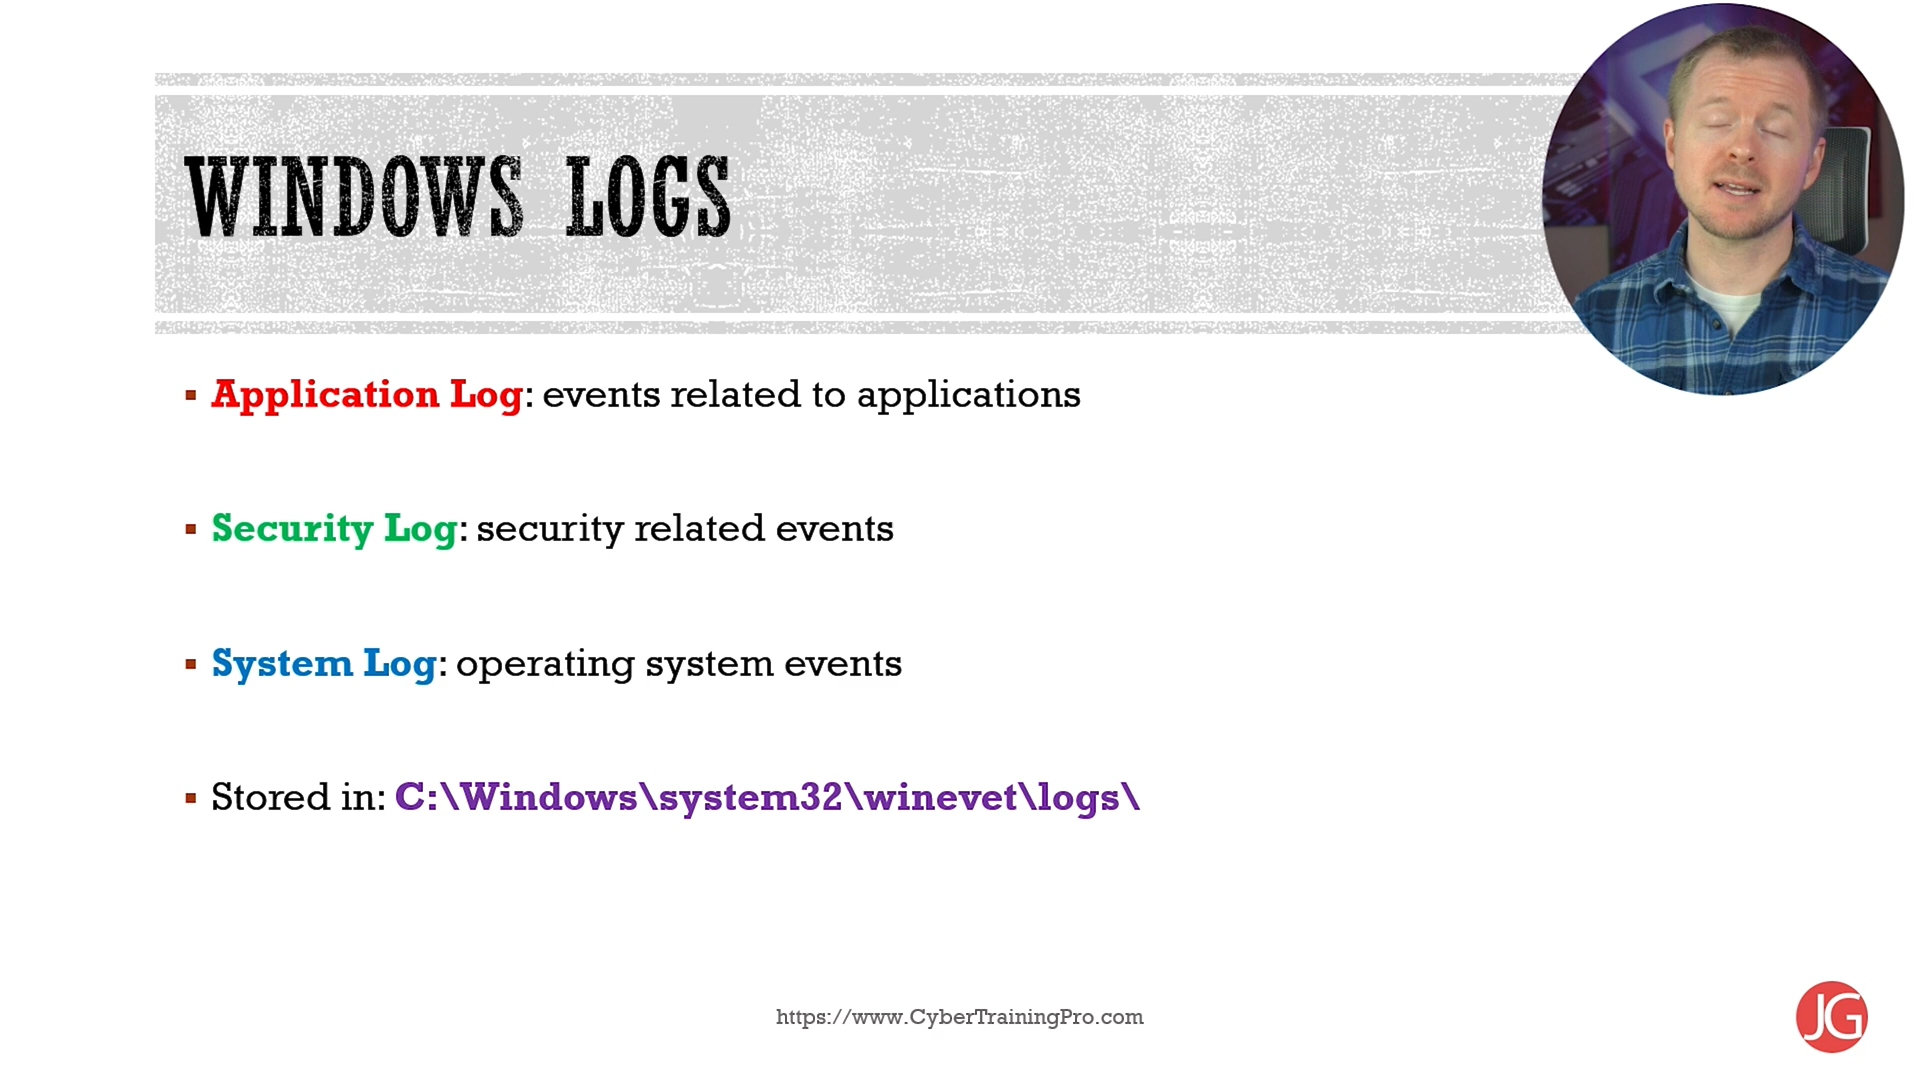 WINDOWS LOGS
Application Log: events related to applications
Security Log: security related events
System Log: operating system events
Stored in: C:\Windows\system32\winevet\logs\
https://www.CyberTrainingPro.com
JG